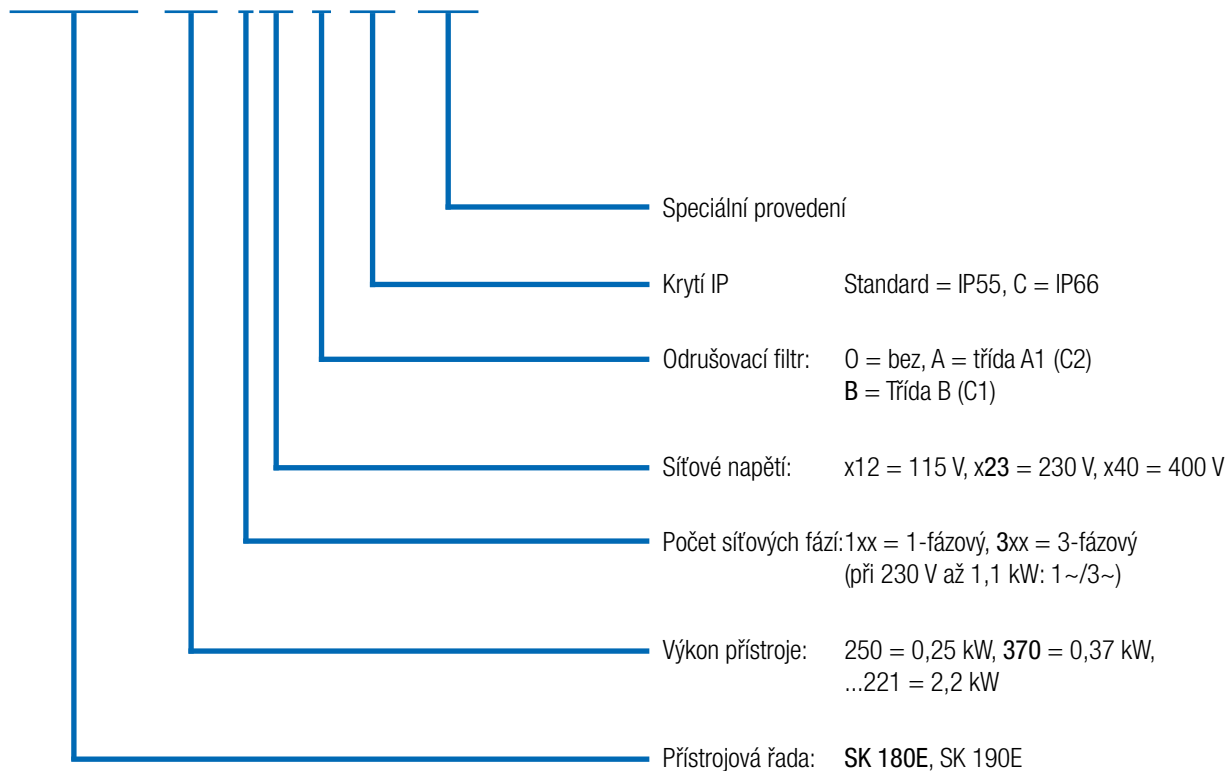 Speciální provedení
Krytí IP Standard = IP55, C = IP66
Odrušovací filtr: O = bez, A = třída A1 (C2)
B = Třída B (C1)
Síťové napětí: x12 = 115 V, x23 = 230 V, x40 = 400 V
Počet síťových fází: 1xx = 1-fázový, 3xx = 3-fázový
(při 230 V až 1,1 kW: 1~/3~)
Výkon přístroje: 250 = 0,25 kW, 370 = 0,37 kW,
...221 = 2,2 kW
Přístrojová řada: SK 180E, SK 190E